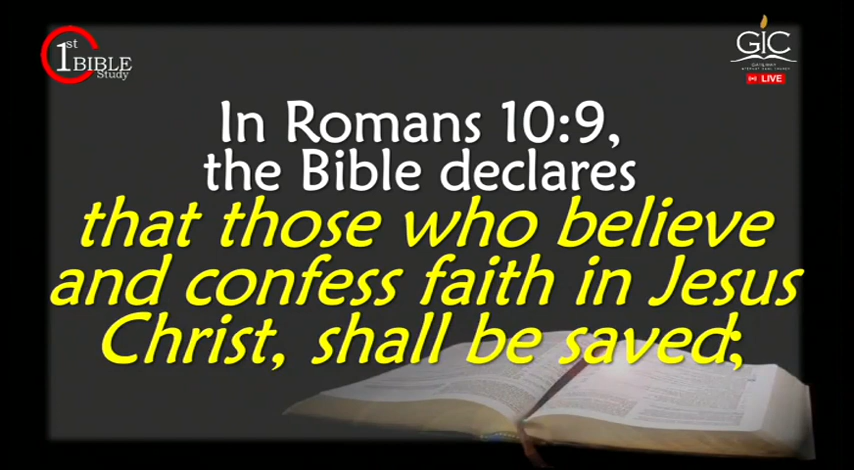 1st
BIBLE
Study
GIC
LIVE
In Romans 10:9,
the Bible declares
that those who believe
and confess faith in Jesus
Christ, shall be saved;